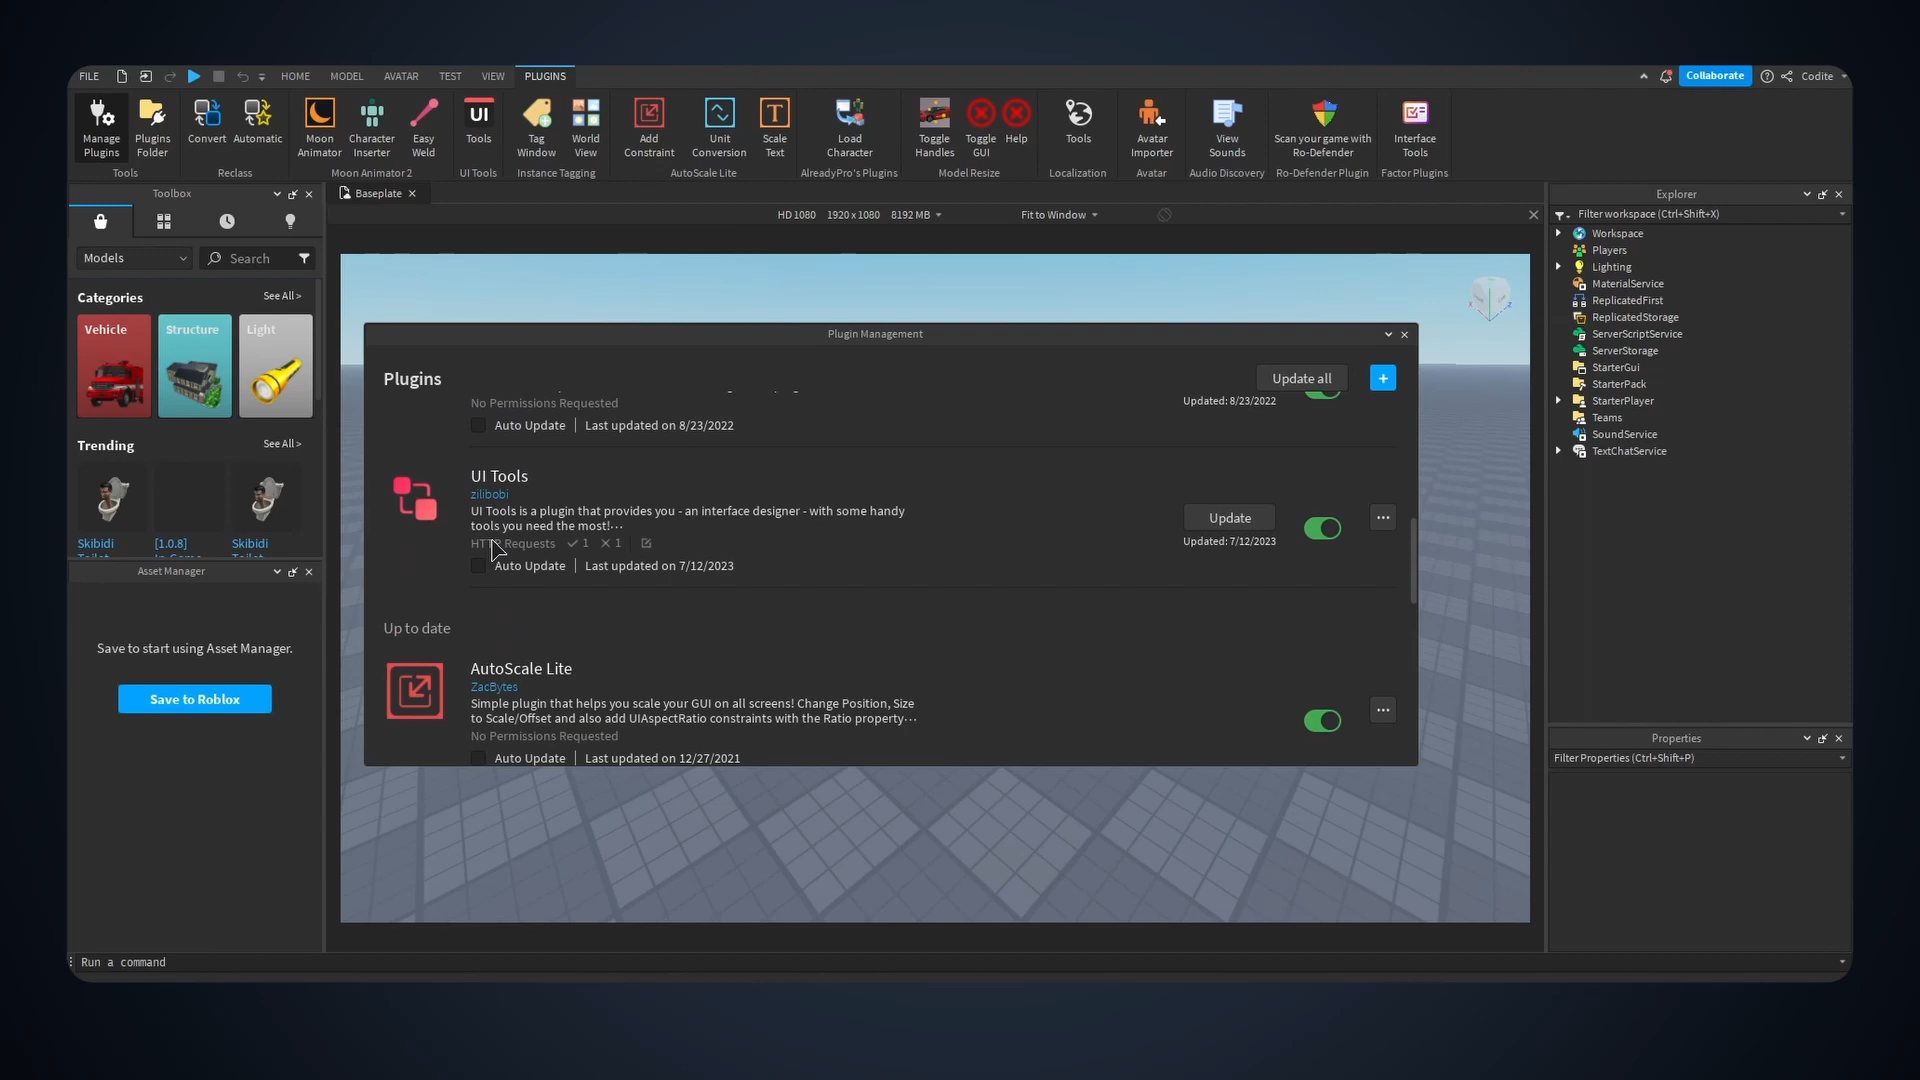 FILE
HOME
MODEL
AVATAR
TEST
VIEW
PLUGINS
Collaborate
Codite
Manage
Plugins
Plugins
Folder
Tools
Convert
Automatic
Reclass
Moon
Animator
Character
Inserter
Easy
Weld
Moon Animator 2
UI
Tools
UI Tools
Tag
Window
World
View
Instance Tagging
Add
Constraint
Unit
Conversion
T
Scale
Text
AutoScale Lite
Load
Character
AlreadyPro's Plugins
Toggle
Handles
Toggle
GUI
Help
Model Resize
Tools
Localization
Avatar
Importer
Avatar
View
Sounds
Audio Discovery
Scan your game with
Ro-Defender
Ro-Defender Plugin
Interface
Tools
Factor Plugins
Toolbox
Models
Search
Categories
See All >
Vehicle
Structure
Light
Trending
See All >
Skibidi
[1.0.8]
Skibidi
Asset Manager
Save to start using Asset Manager.
Save to Roblox
Baseplate
HD 1080 1920 x 1080 8192 MB
Fit to Window
Plugin Management
Plugins
Update all
+
No Permissions Requested
Updated: 8/23/2022
Auto Update | Last updated on 8/23/2022
UI Tools
zilibobi
UI Tools is a plugin that provides you - an interface designer - with some handy
tools you need the most!···
HTTP Requests ✓ 1 ✕ 1
Auto Update | Last updated on 7/12/2023
Update
Updated: 7/12/2023
Up to date
AutoScale Lite
ZacBytes
Simple plugin that helps you scale your GUI on all screens! Change Position, Size
to Scale/Offset and also add UIAspectRatio constraints with the Ratio property···
No Permissions Requested
Auto Update | Last updated on 12/27/2021
Explorer
Filter workspace (Ctrl+Shift+X)
Workspace
Players
Lighting
MaterialService
ReplicatedFirst
ReplicatedStorage
ServerScriptService
ServerStorage
StarterGui
StarterPack
StarterPlayer
Teams
SoundService
TextChatService
Properties
Filter Properties (Ctrl+Shift+P)
Run a command